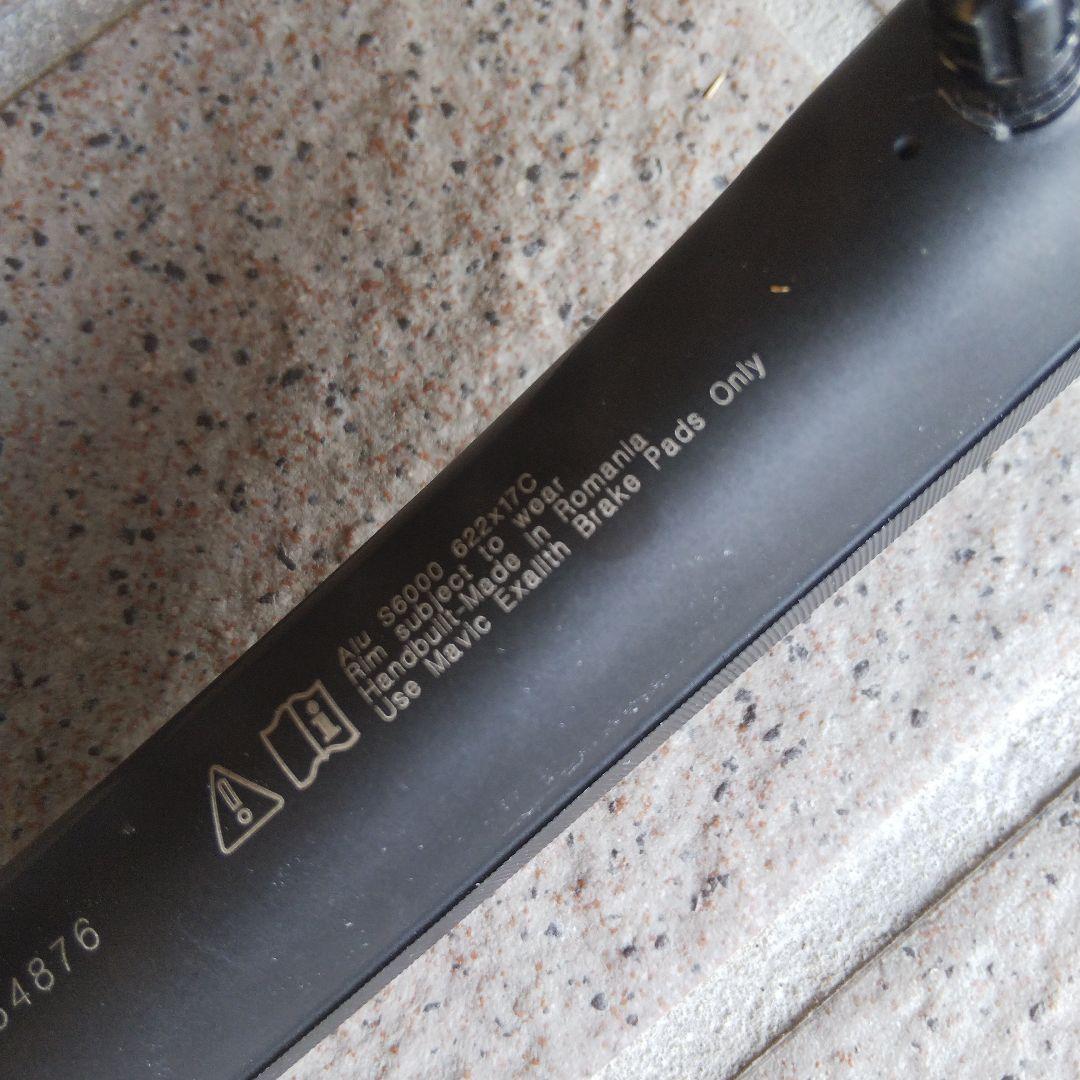 Alu S6000 622x17C
Rim subject to wear
Handbuilt-Made in Romania
Use Mavic Exalith Brake Pads Only
4876